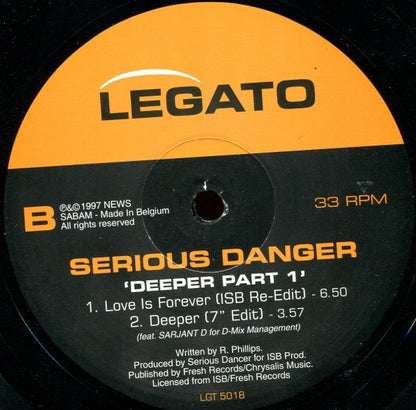 LEGATO
B
℗&© 1997 NEWS
SABAM - Made In Belgium
All rights reserved
33 RPM
SERIOUS DANGER
'DEEPER PART 1'
1. Love Is Forever (ISB Re-Edit) - 6.50
2. Deeper (7" Edit) - 3.57
(feat. SARJANT D for D-Mix Management)
Written by R. Phillips.
Produced by Serious Dancer for ISB Prod.
Published by Fresh Records/Chrysalis Music.
Licensed from ISB/Fresh Records
LGT 5018